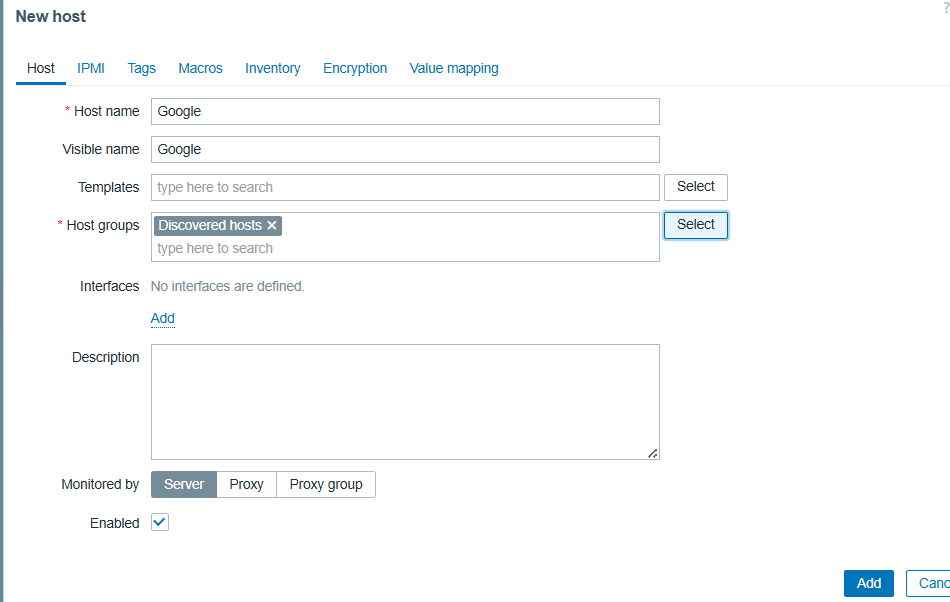 New host
?
Host IPMI Tags Macros Inventory Encryption Value mapping
* Host name Google
Visible name Google
Templates type here to search Select
* Host groups Discovered hosts Select
type here to search
Interfaces No interfaces are defined.
Add
Description
Monitored by Server Proxy Proxy group
Enabled
Add Canc